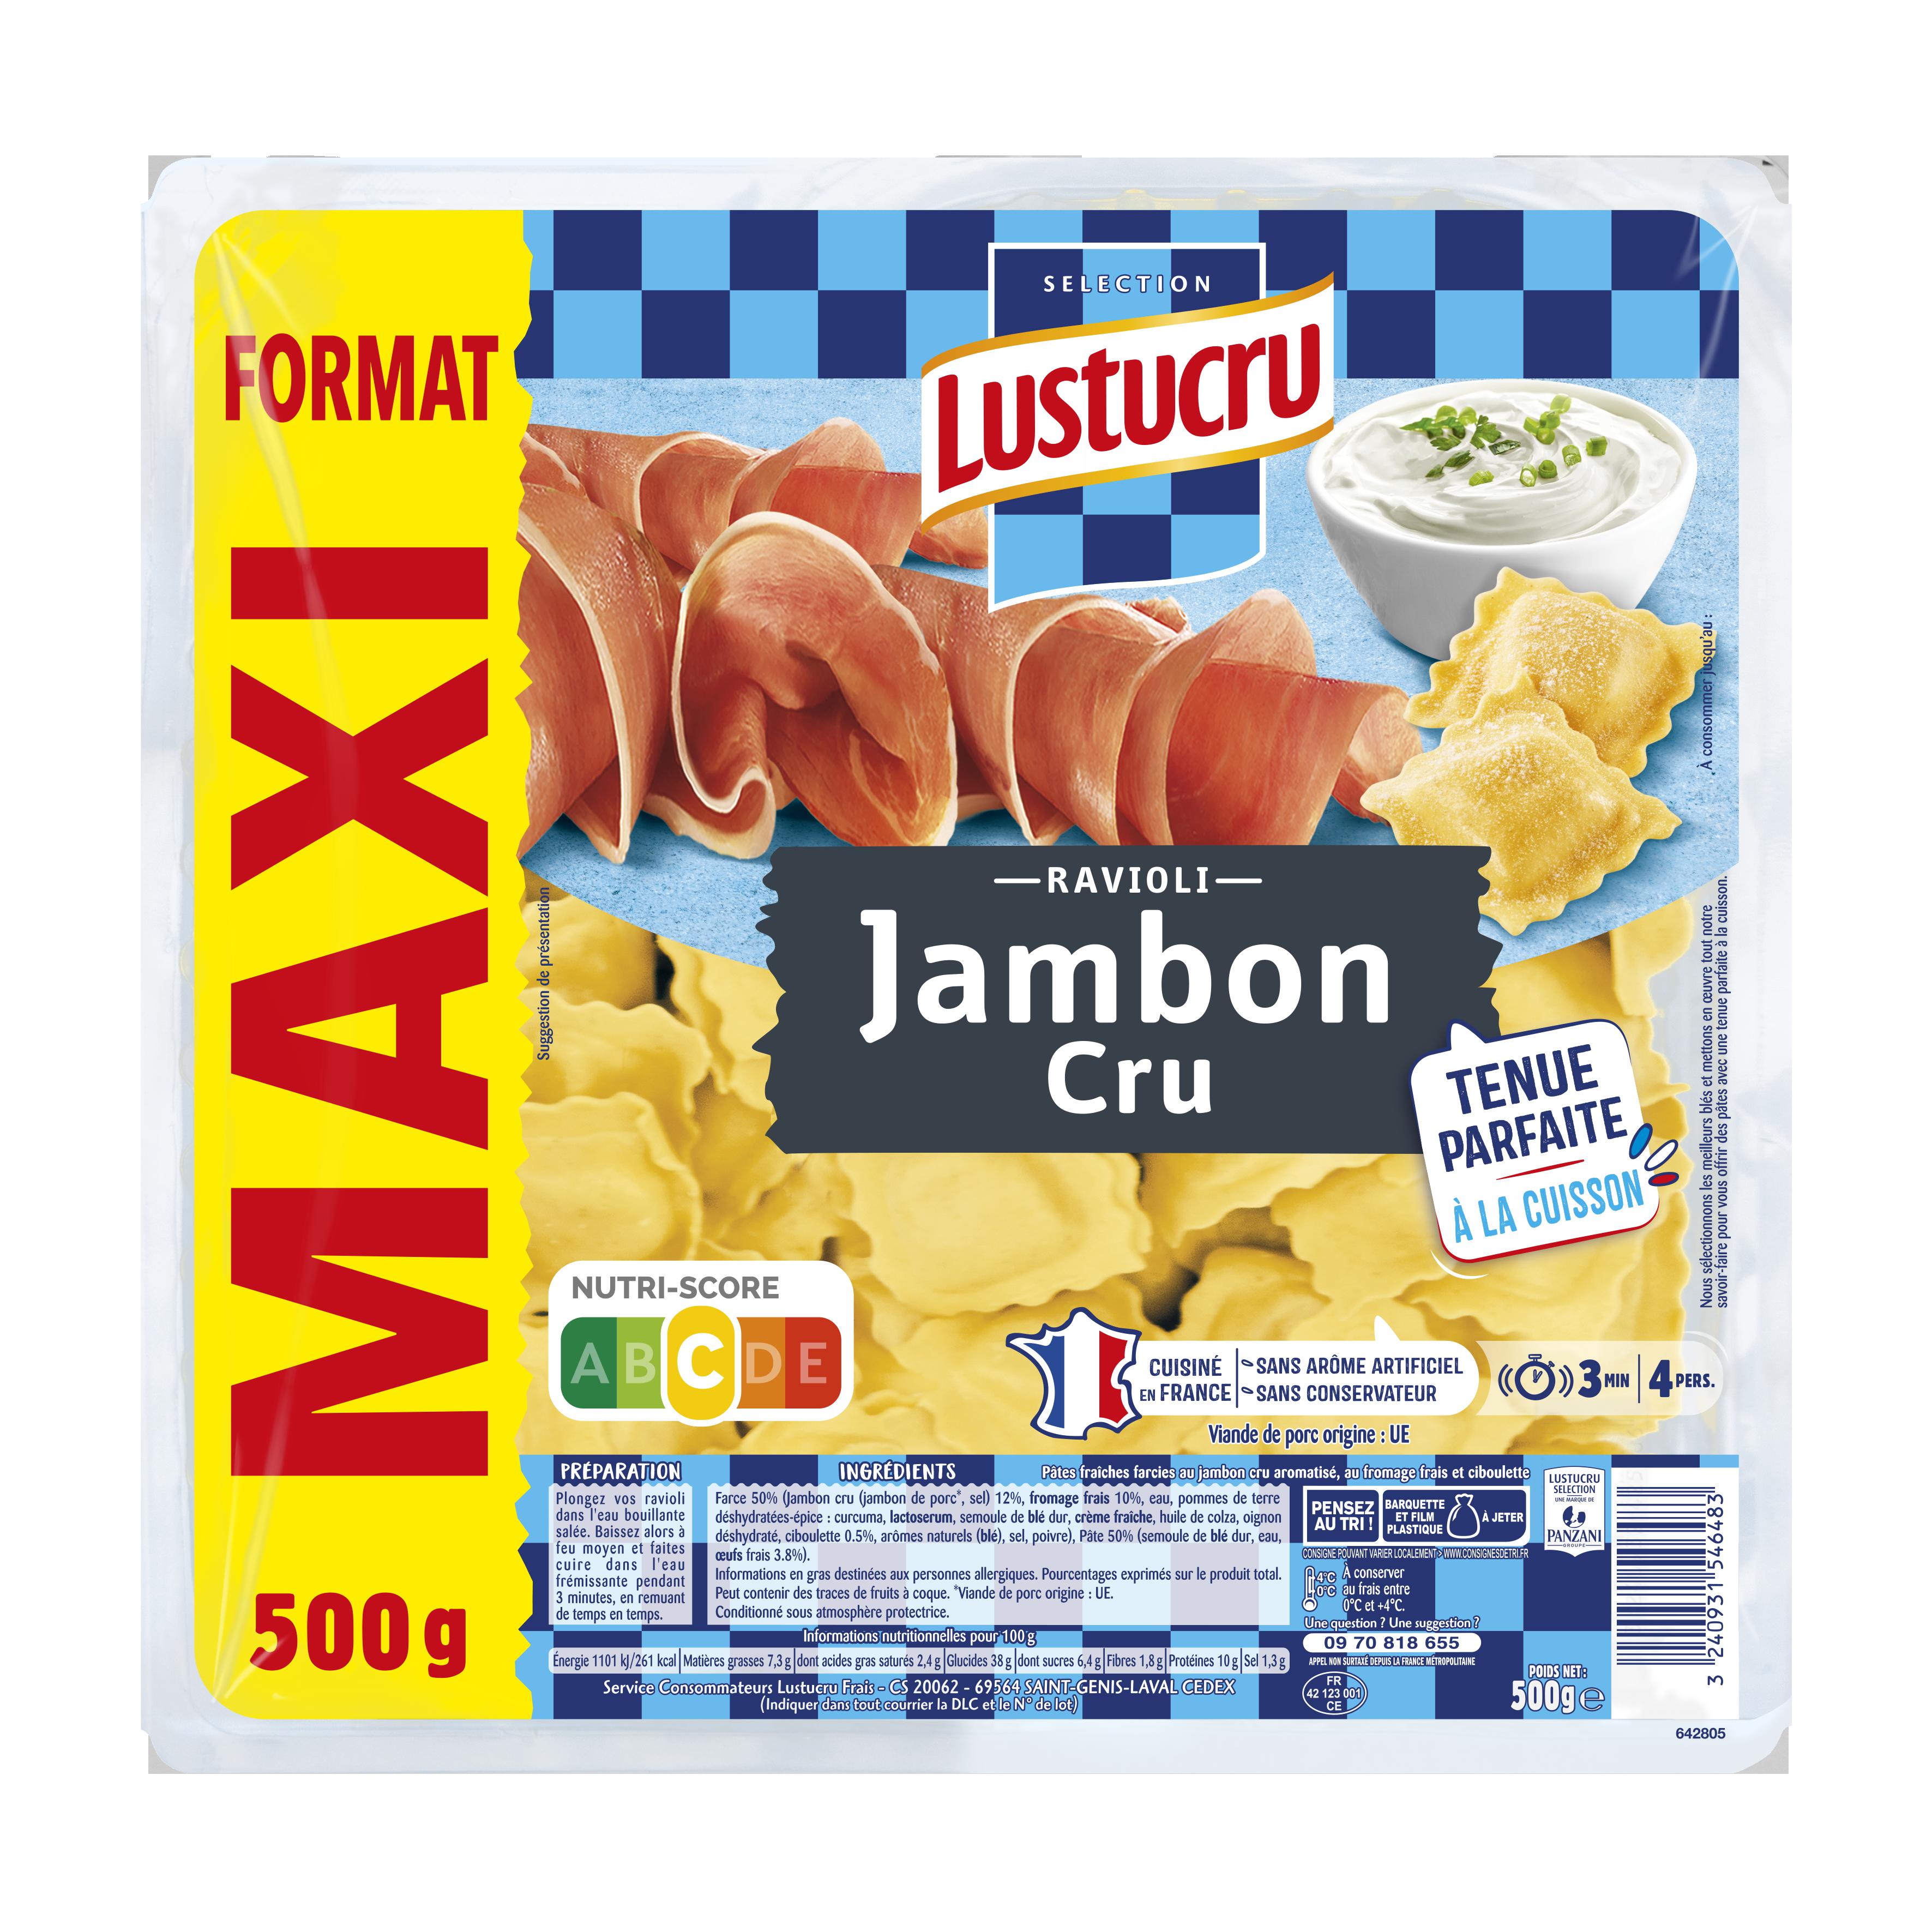 FORMAT
MAXI
500 g
SELECTION
Lustucru
RAVIOLI
Jambon
Cru
TENUE
PARFAITE
À LA CUISSON
Suggestion de présentation
À consommer jusqu'au :
Nous sélectionnons les meilleurs blés et mettons en œuvre tout notre
savoir-faire pour vous offrir des pâtes avec une tenue parfaite à la cuisson.
NUTRI-SCORE
A B C D E
CUISINÉ
EN FRANCE
SANS ARÔME ARTIFICIEL
SANS CONSERVATEUR
3 MIN
4 PERS.
Viande de porc origine : UE
PRÉPARATION
Plongez vos ravioli
dans l'eau bouillante
salée. Baissez alors à
feu moyen et faites
cuire dans l'eau
frémissante pendant
3 minutes, en remuant
de temps en temps.
INGRÉDIENTS
Pâtes fraîches farcies au jambon cru aromatisé, au fromage frais et ciboulette
Farce 50% (Jambon cru (jambon de porc*, sel) 12%, fromage frais 10%, eau, pommes de terre
déshydratées-épice : curcuma, lactoserum, semoule de blé dur, crème fraîche, huile de colza, oignon
déshydraté, ciboulette 0.5%, arômes naturels (blé), sel, poivre), Pâte 50% (semoule de blé dur, eau,
œufs frais 3.8%).
Informations en gras destinées aux personnes allergiques. Pourcentages exprimés sur le produit total.
Peut contenir des traces de fruits à coque. *Viande de porc origine : UE.
Conditionné sous atmosphère protectrice.
Informations nutritionnelles pour 100 g
Énergie 1101 kJ/261 kcal | Matières grasses 7,3 g | dont acides gras saturés 2,4 g | Glucides 38 g | dont sucres 6,4 g | Fibres 1,8 g | Protéines 10 g | Sel 1,3 g
Service Consommateurs Lustucru Frais - CS 20062 - 69564 SAINT-GENIS-LAVAL CEDEX
(Indiquer dans tout courrier la DLC et le N° de lot)
PENSEZ
AU TRI !
BARQUETTE
ET FILM
PLASTIQUE
À JETER
CONSIGNE POUVANT VARIER LOCALEMENT > WWW.CONSIGNESDETRI.FR
4°C
0°C
À conserver
au frais entre
0°C et +4°C.
Une question ? Une suggestion ?
09 70 818 655
APPEL NON SURTAXÉ DEPUIS LA FRANCE MÉTROPOLITAINE
FR
42 123 001
CE
LUSTUCRU
SELECTION
UNE MARQUE DE
PANZANI
GROUPE
POIDS NET :
500g e
3 240931 546483
642805